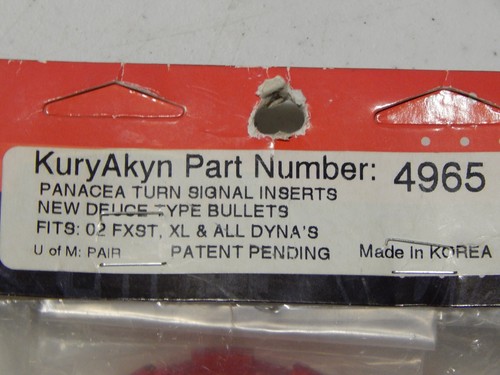 KuryAkyn Part Number: 4965
PANACEA TURN SIGNAL INSERTS
NEW DEUCE TYPE BULLETS
FITS: 02 FXST, XL & ALL DYNA'S
U of M: PAIR PATENT PENDING Made In KOREA